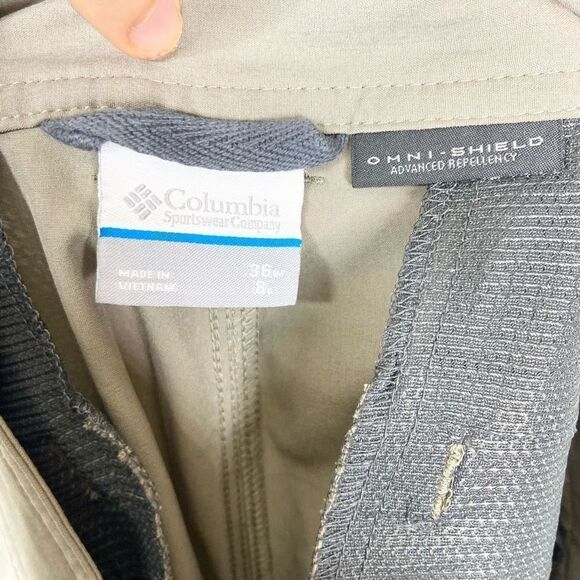 Columbia
Sportswear Company
MADE IN
VIETNAM
36W
8L
OMNI-SHIELD
ADVANCED REPELLENCY